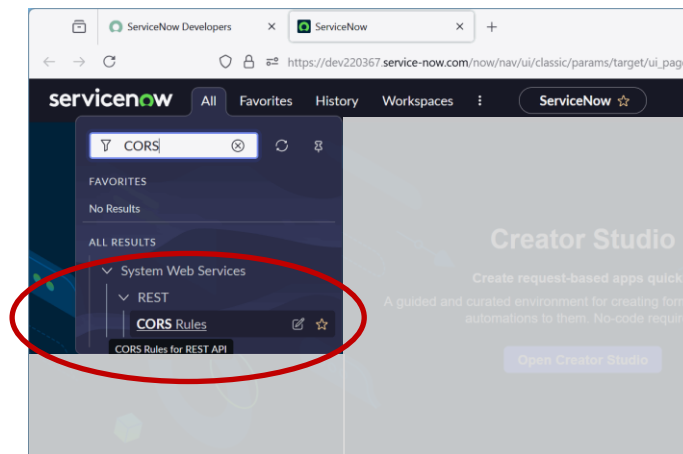 ServiceNow Developers
ServiceNow
https://dev220367.service-now.com/now/nav/ui/classic/params/target/ui_page
servicenow All Favorites History Workspaces ServiceNow
CORS
FAVORITES
No Results
ALL RESULTS
System Web Services
REST
CORS Rules
CORS Rules for REST API
Creator Studio
Create request-based apps quick
A guided and curated environment for creating for
automations to them. No-code requir
Open Creator Studio